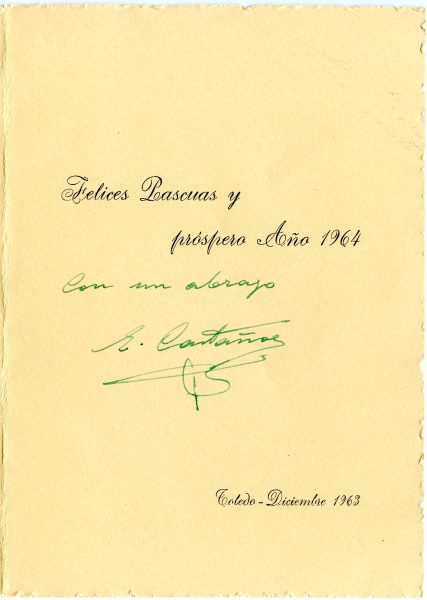 Felices Pascuas y
próspero Año 1964
Con un abrazo
E. Castaños
Toledo - Diciembre 1963